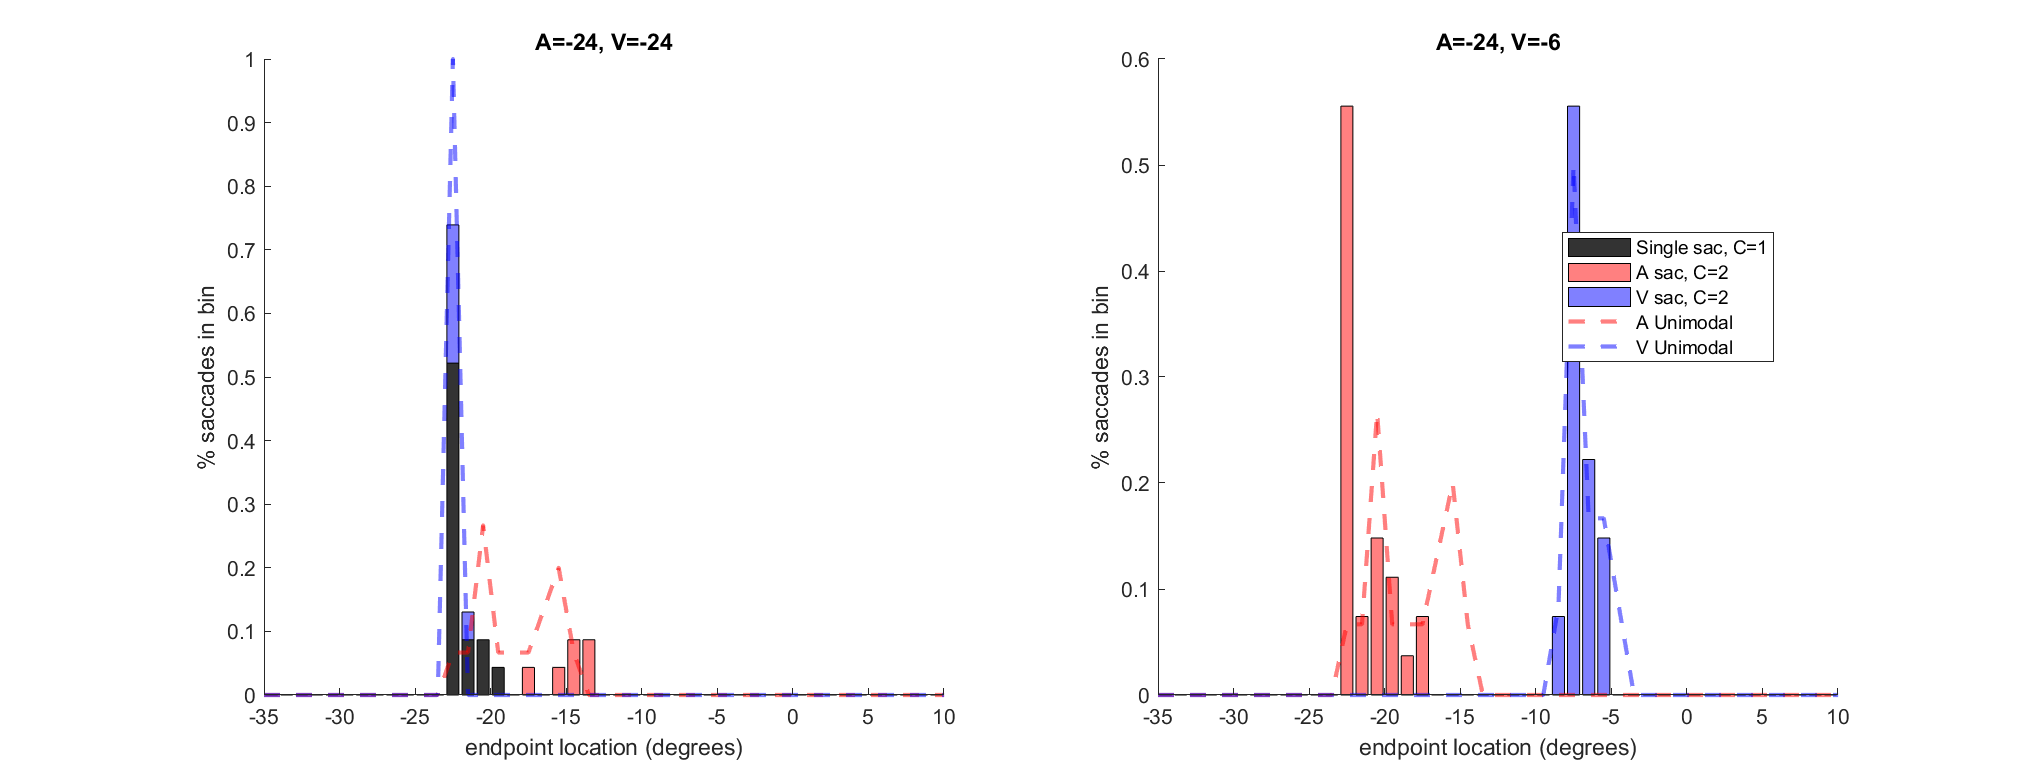 A=-24, V=-24
1
0.9
0.8
0.7
0.6
0.5
0.4
0.3
0.2
0.1
0
% saccades in bin
-35 -30 -25 -20 -15 -10 -5 0 5 10
endpoint location (degrees)
A=-24, V=-6
0.6
0.5
0.4
0.3
0.2
0.1
0
% saccades in bin
Single sac, C=1
A sac, C=2
V sac, C=2
A Unimodal
V Unimodal
-35 -30 -25 -20 -15 -10 -5 0 5 10
endpoint location (degrees)